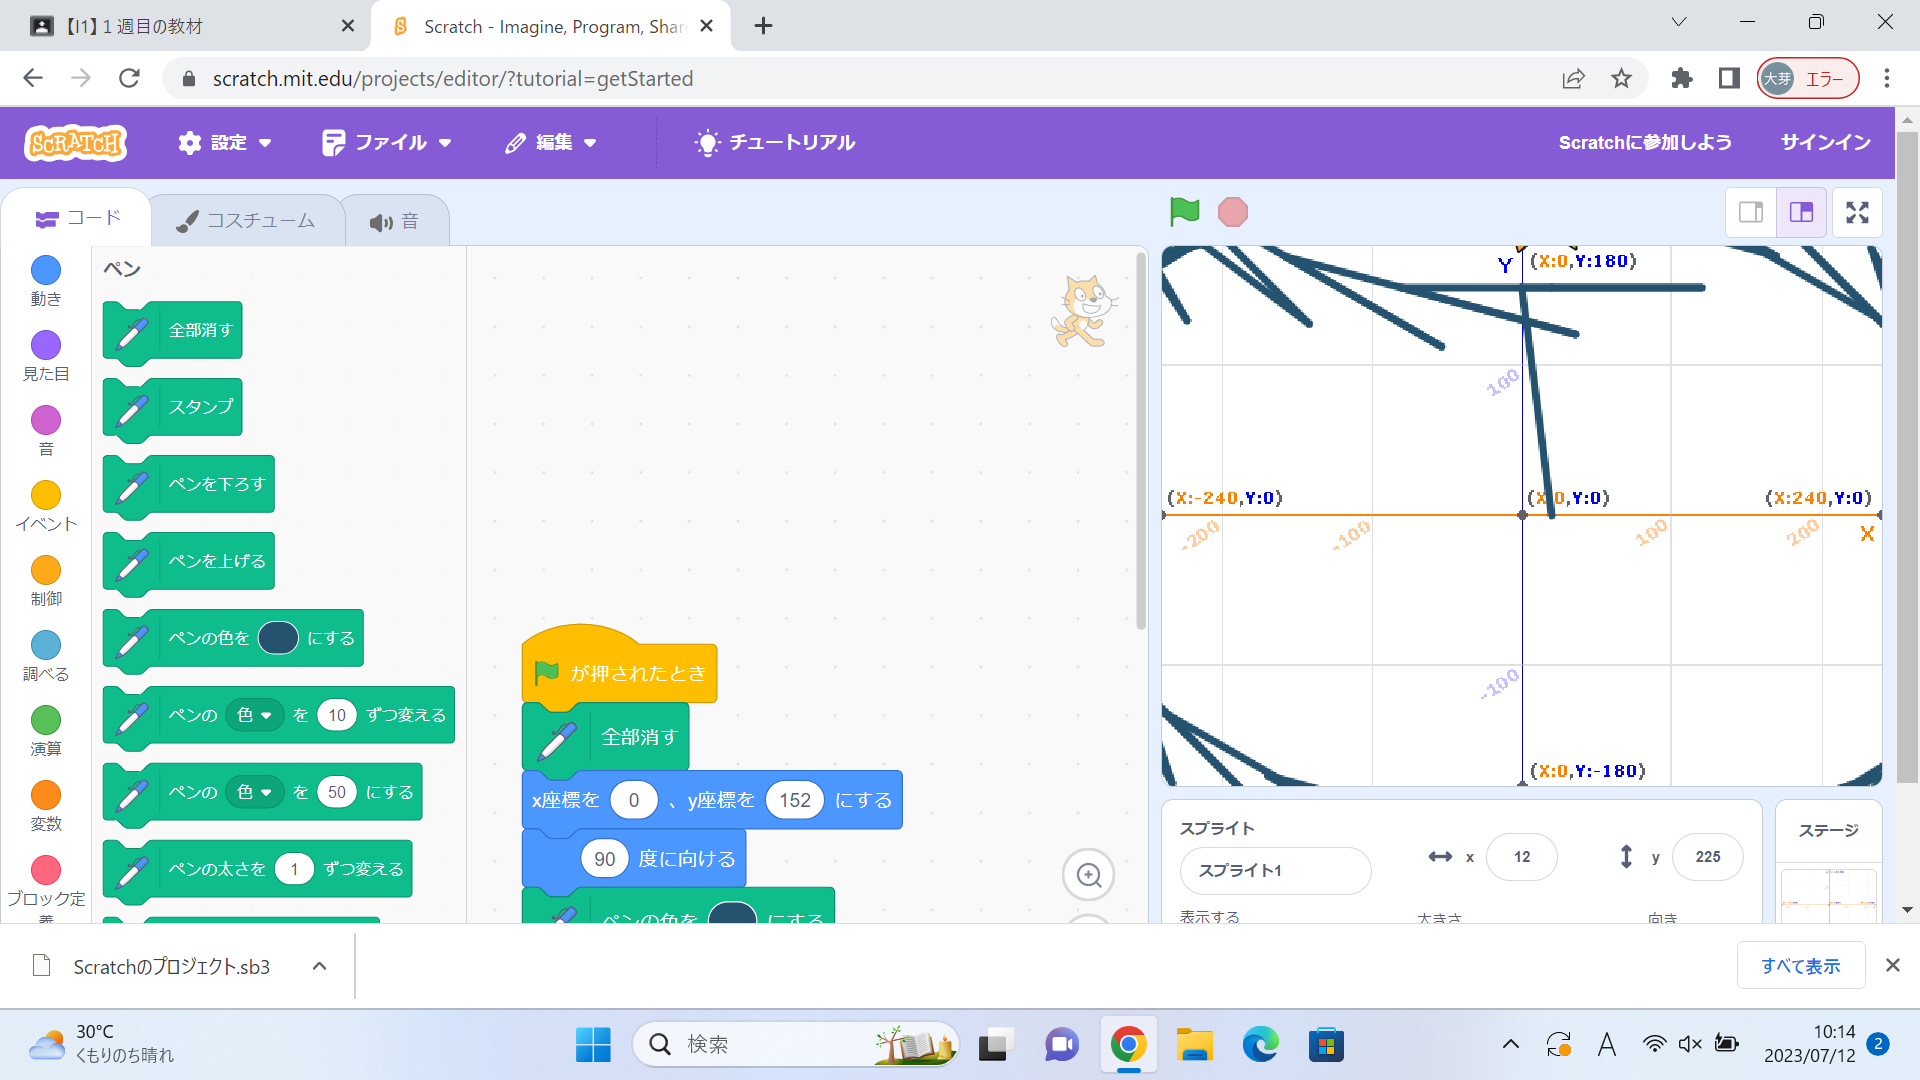 【I1】１週目の教材
Scratch - Imagine, Program, Shar
scratch.mit.edu/projects/editor/?tutorial=getStarted
大芽
エラー
SCRATCH
設定
ファイル
編集
チュートリアル
Scratchに参加しよう
サインイン
コード
コスチューム
音
動き
見た目
音
イベント
制御
調べる
演算
変数
ブロック定義
ペン
全部消す
スタンプ
ペンを下ろす
ペンを上げる
ペンの色を にする
ペンの 色 を 10 ずつ変える
ペンの 色 を 50 にする
ペンの太さを 1 ずつ変える
が押されたとき
全部消す
x座標を 0 、y座標を 152 にする
90 度に向ける
ペンの色を にする
Y
(X:0,Y:180)
100
(X:-240,Y:0)
(X:0,Y:0)
(X:240,Y:0)
-200
-100
100
200
X
-100
(X:0,Y:-180)
スプライト
スプライト1
x
12
y
225
表示する
大きさ
向き
ステージ
Scratchのプロジェクト.sb3
すべて表示
30°C
くもりのち晴れ
検索
A
10:14
2023/07/12
2